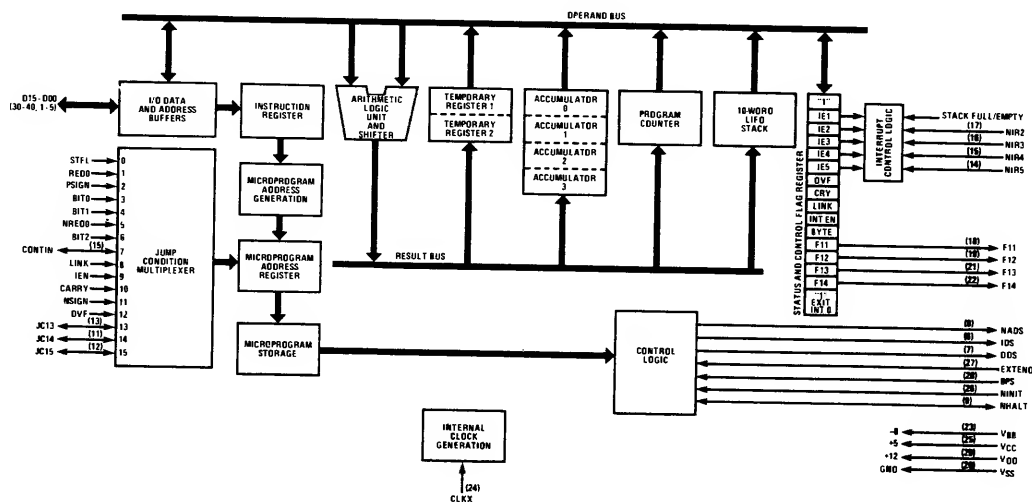 OPERAND BUS
D15 - D00
(30-40, 1-5)
I/O DATA
AND ADDRESS
BUFFERS
INSTRUCTION
REGISTER
ARITHMETIC
LOGIC
UNIT
AND
SHIFTER
TEMPORARY
REGISTER 1
TEMPORARY
REGISTER 2
ACCUMULATOR
0
ACCUMULATOR
1
ACCUMULATOR
2
ACCUMULATOR
3
PROGRAM
COUNTER
10-WORD
LIFO
STACK
STATUS AND CONTROL FLAG REGISTER
"1"
IE1
IE2
IE3
IE4
IE5
OVF
CRY
LINK
INT EN
BYTE
F11
F12
F13
F14
"1"
EXIT
INT 0
INTERRUPT
CONTROL LOGIC
STACK FULL/EMPTY
(17) NIR2
(16) NIR3
(15) NIR4
(14) NIR5
(18) F11
(19) F12
(21) F13
(22) F14
STFL 0
REQ0 1
PSIGN 2
BIT0 3
BIT1 4
NREQ0 5
BIT2 6
CONTIN (15) 7
LINK 8
IEN 9
CARRY 10
NSIGN 11
OVF 12
JC13 (13) 13
JC14 (11) 14
JC15 (12) 15
JUMP
CONDITION
MULTIPLEXER
MICROPROGRAM
ADDRESS
GENERATION
MICROPROGRAM
ADDRESS
REGISTER
MICROPROGRAM
STORAGE
RESULT BUS
CONTROL
LOGIC
NADS
(6) IDS
(7) ODS
(27) EXTEND
BPS
NINIT
NHALT
INTERNAL
CLOCK
GENERATION
(24)
CLKX
-8 (23) VBB
+5 (25) VCC
+12 (29) VDD
GND VSS